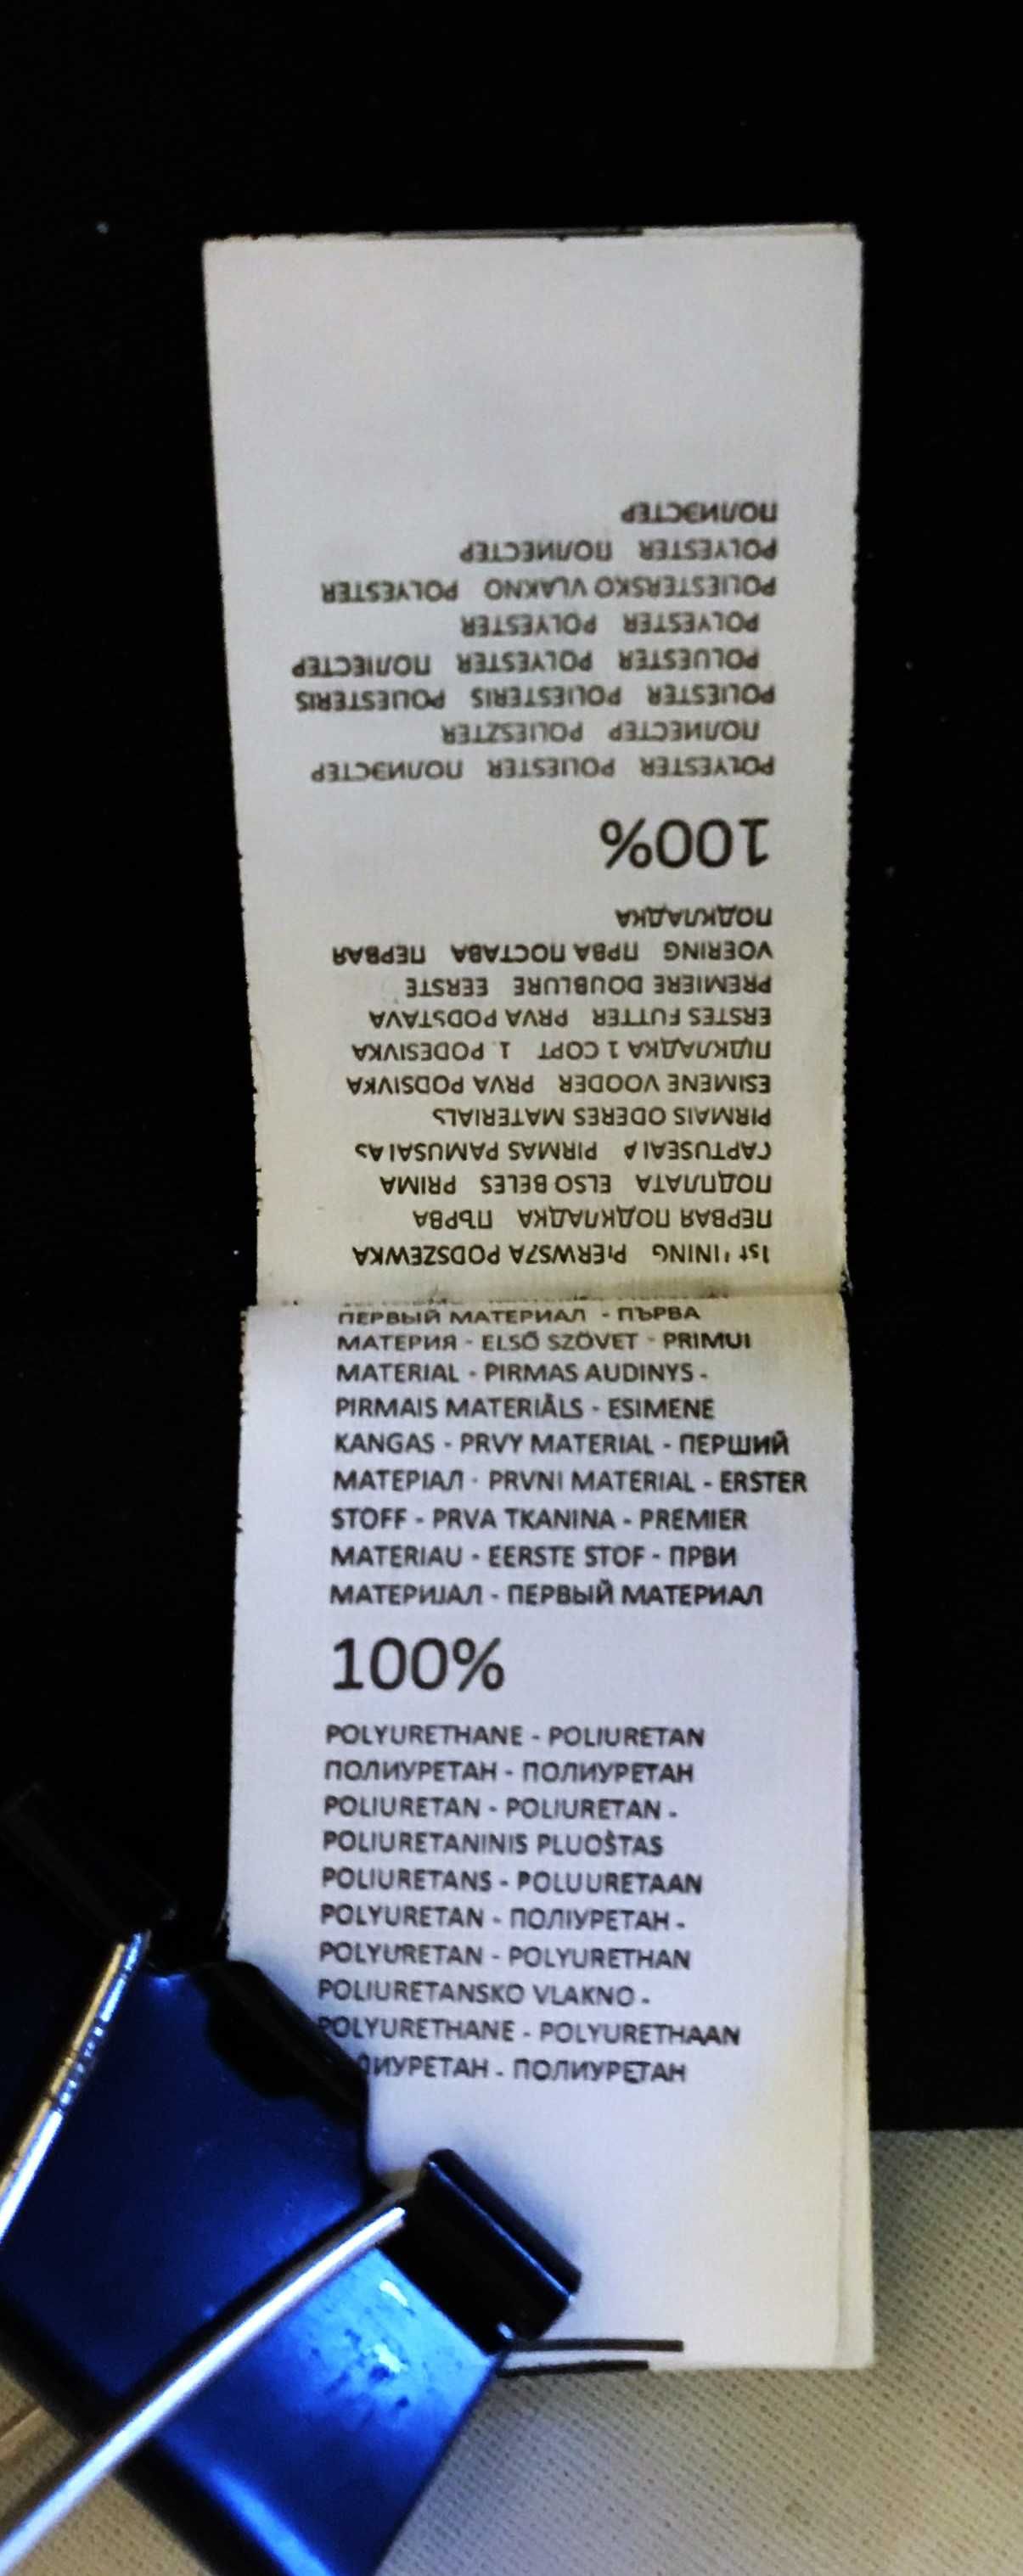 1st LINING PIERWSZA PODSZEWKA
ПЕРВАЯ ПОДКЛАДКА ПЪРВА
ПОДПЛАТА ELSO BELES PRIMA
CAPTUSEALA PIRMAS PAMUSALAS
PIRMAIS ODERES MATERIALS
ESIMENE VOODER PRVA PODSIVKA
ПІДКЛАДКА 1 СОРТ 1. PODESIVKA
ERSTES FUTTER PRVA PODSTAVA
PREMIERE DOUBLURE EERSTE
VOERING ПРВА ПОСТАВА ПЕРВАЯ
ПОДКЛАДКА
100%
POLYESTER POLIESTER ПОЛИЭСТЕР
ПОЛИЕСТЕР POLIESZTER
POLIESTER POLIESTERIS POLIESTERIS
POLUESTER POLYESTER ПОЛІЕСТЕР
POLYESTER POLYESTER
POLIESTERSKO VLAKNO POLYESTER
POLYESTER ПОЛИЕСТЕР
ПОЛИЭСТЕР
ПЕРВЫЙ МАТЕРИАЛ - ПЪРВА
МАТЕРИЯ - ELSŐ SZÖVET - PRIMUI
MATERIAL - PIRMAS AUDINYS -
PIRMAIS MATERIĀLS - ESIMENE
KANGAS - PRVY MATERIAL - ПЕРШИЙ
МАТЕРІАЛ - PRVNI MATERIAL - ERSTER
STOFF - PRVA TKANINA - PREMIER
MATERIAU - EERSTE STOF - ПРВИ
МАТЕРИЈАЛ - ПЕРВЫЙ МАТЕРИАЛ
100%
POLYURETHANE - POLIURETAN
ПОЛИУРЕТАН - ПОЛИУРЕТАН
POLIURETAN - POLIURETAN -
POLIURETANINIS PLUOŠTAS
POLIURETANS - POLUURETAAN
POLYURETAN - ПОЛІУРЕТАН -
POLYURETAN - POLYURETHAN
POLIURETANSKO VLAKNO -
POLYURETHANE - POLYURETHAAN
ЛИУРЕТАН - ПОЛИУРЕТАН